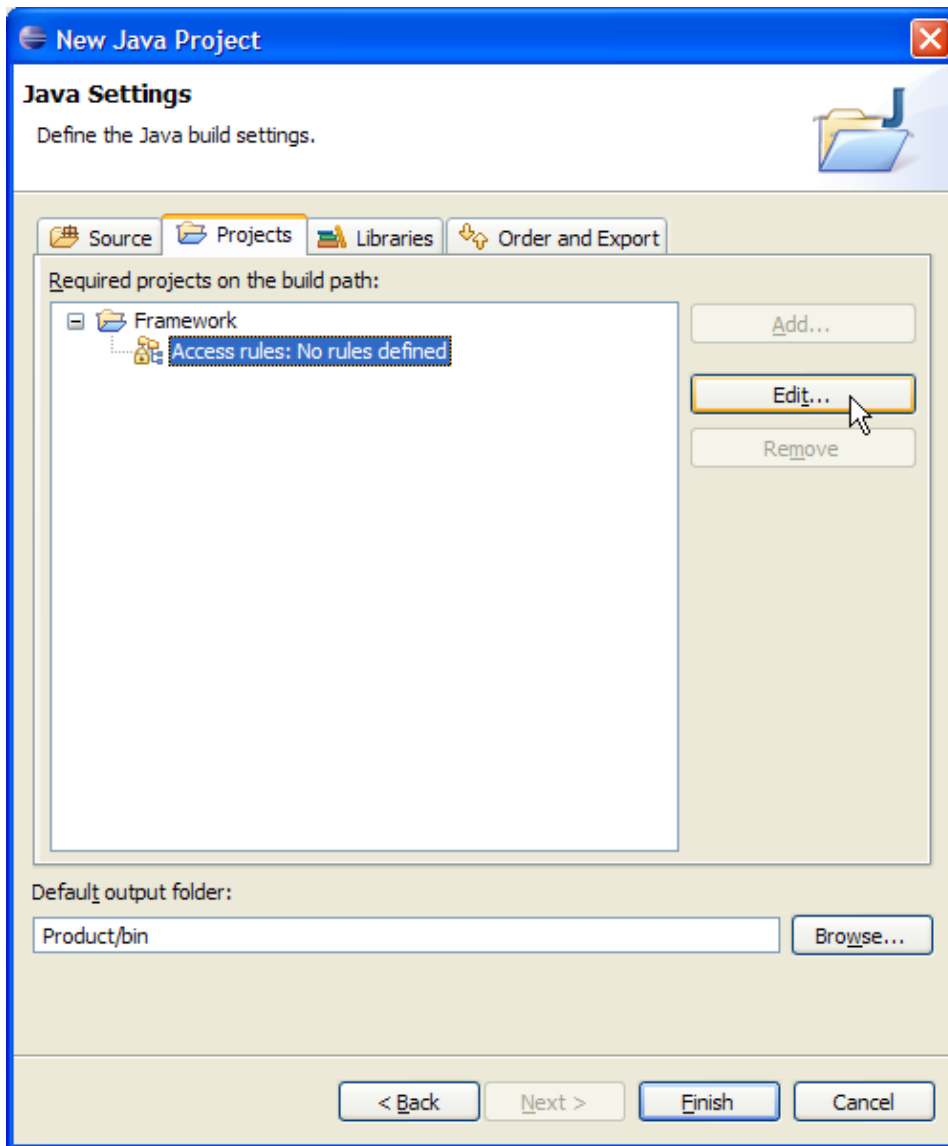 New Java Project
Java Settings
Define the Java build settings.
Source Projects Libraries Order and Export
Required projects on the build path:
Framework
Access rules: No rules defined
Add...
Edit...
Remove
Default output folder:
Product/bin Browse...
< Back Next > Finish Cancel